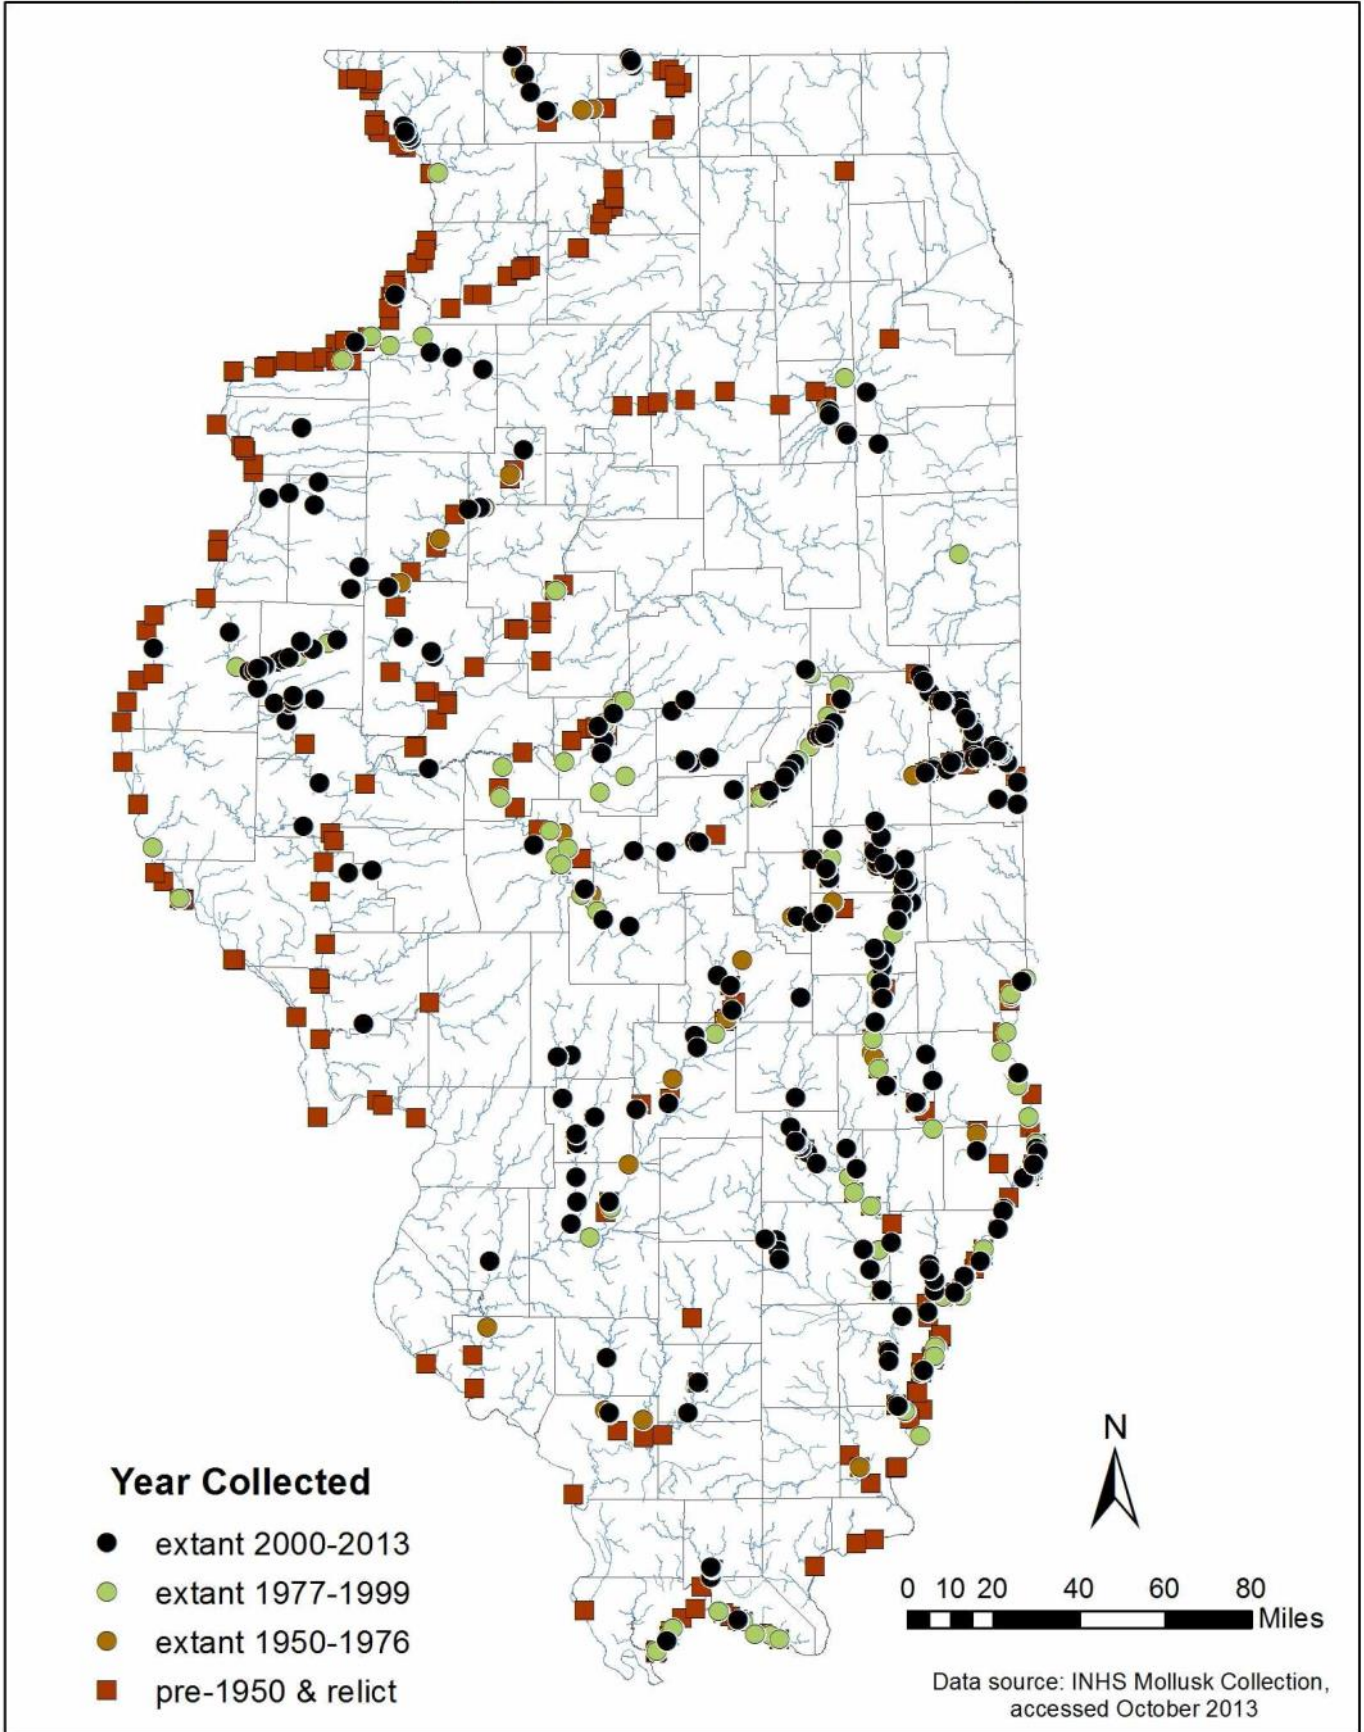 N
Year Collected
extant 2000-2013
extant 1977-1999
extant 1950-1976
pre-1950 & relict
0 10 20 40 60 80
Miles
Data source: INHS Mollusk Collection,
accessed October 2013